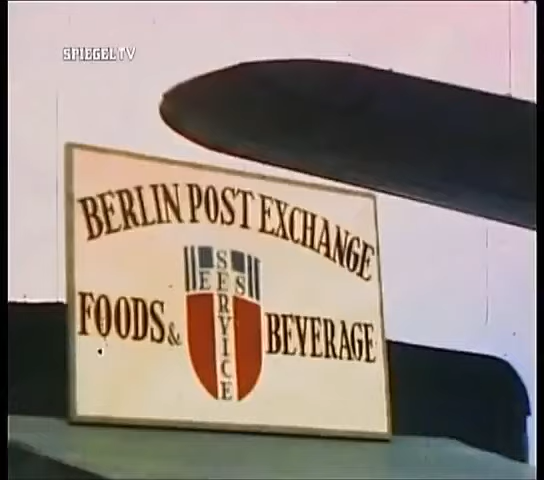 SPIEGEL TV
BERLIN POST EXCHANGE
E S
SERVICE
FOODS & BEVERAGE